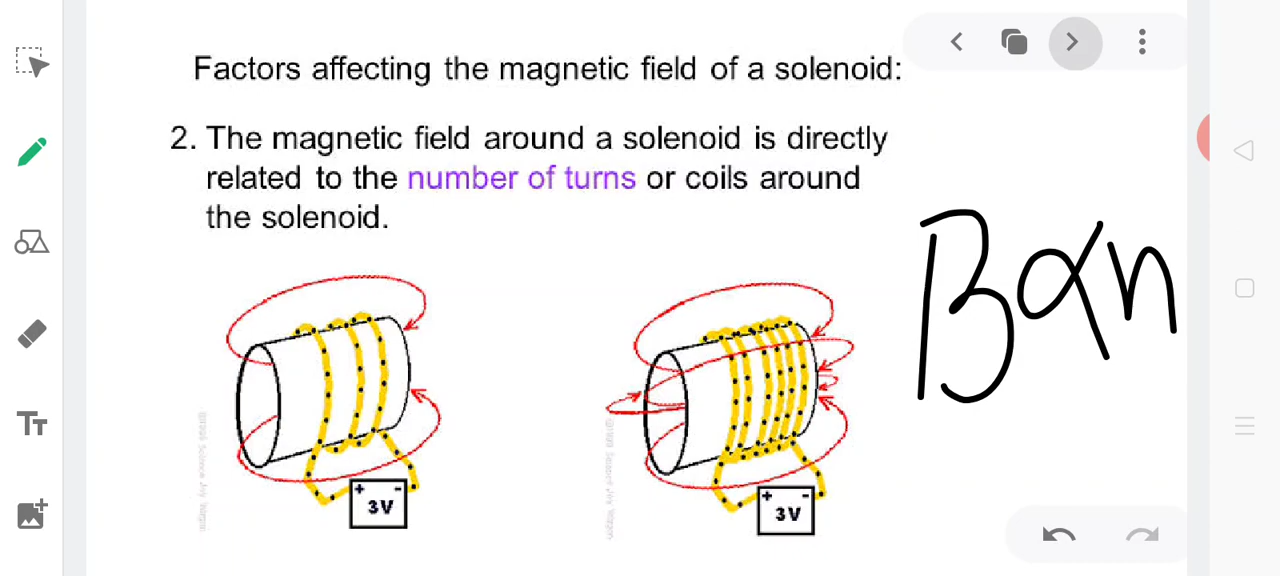 Factors affecting the magnetic field of a solenoid:
2. The magnetic field around a solenoid is directly
related to the number of turns or coils around
the solenoid.
B α n
+ -
3V
+ -
3V
Tт